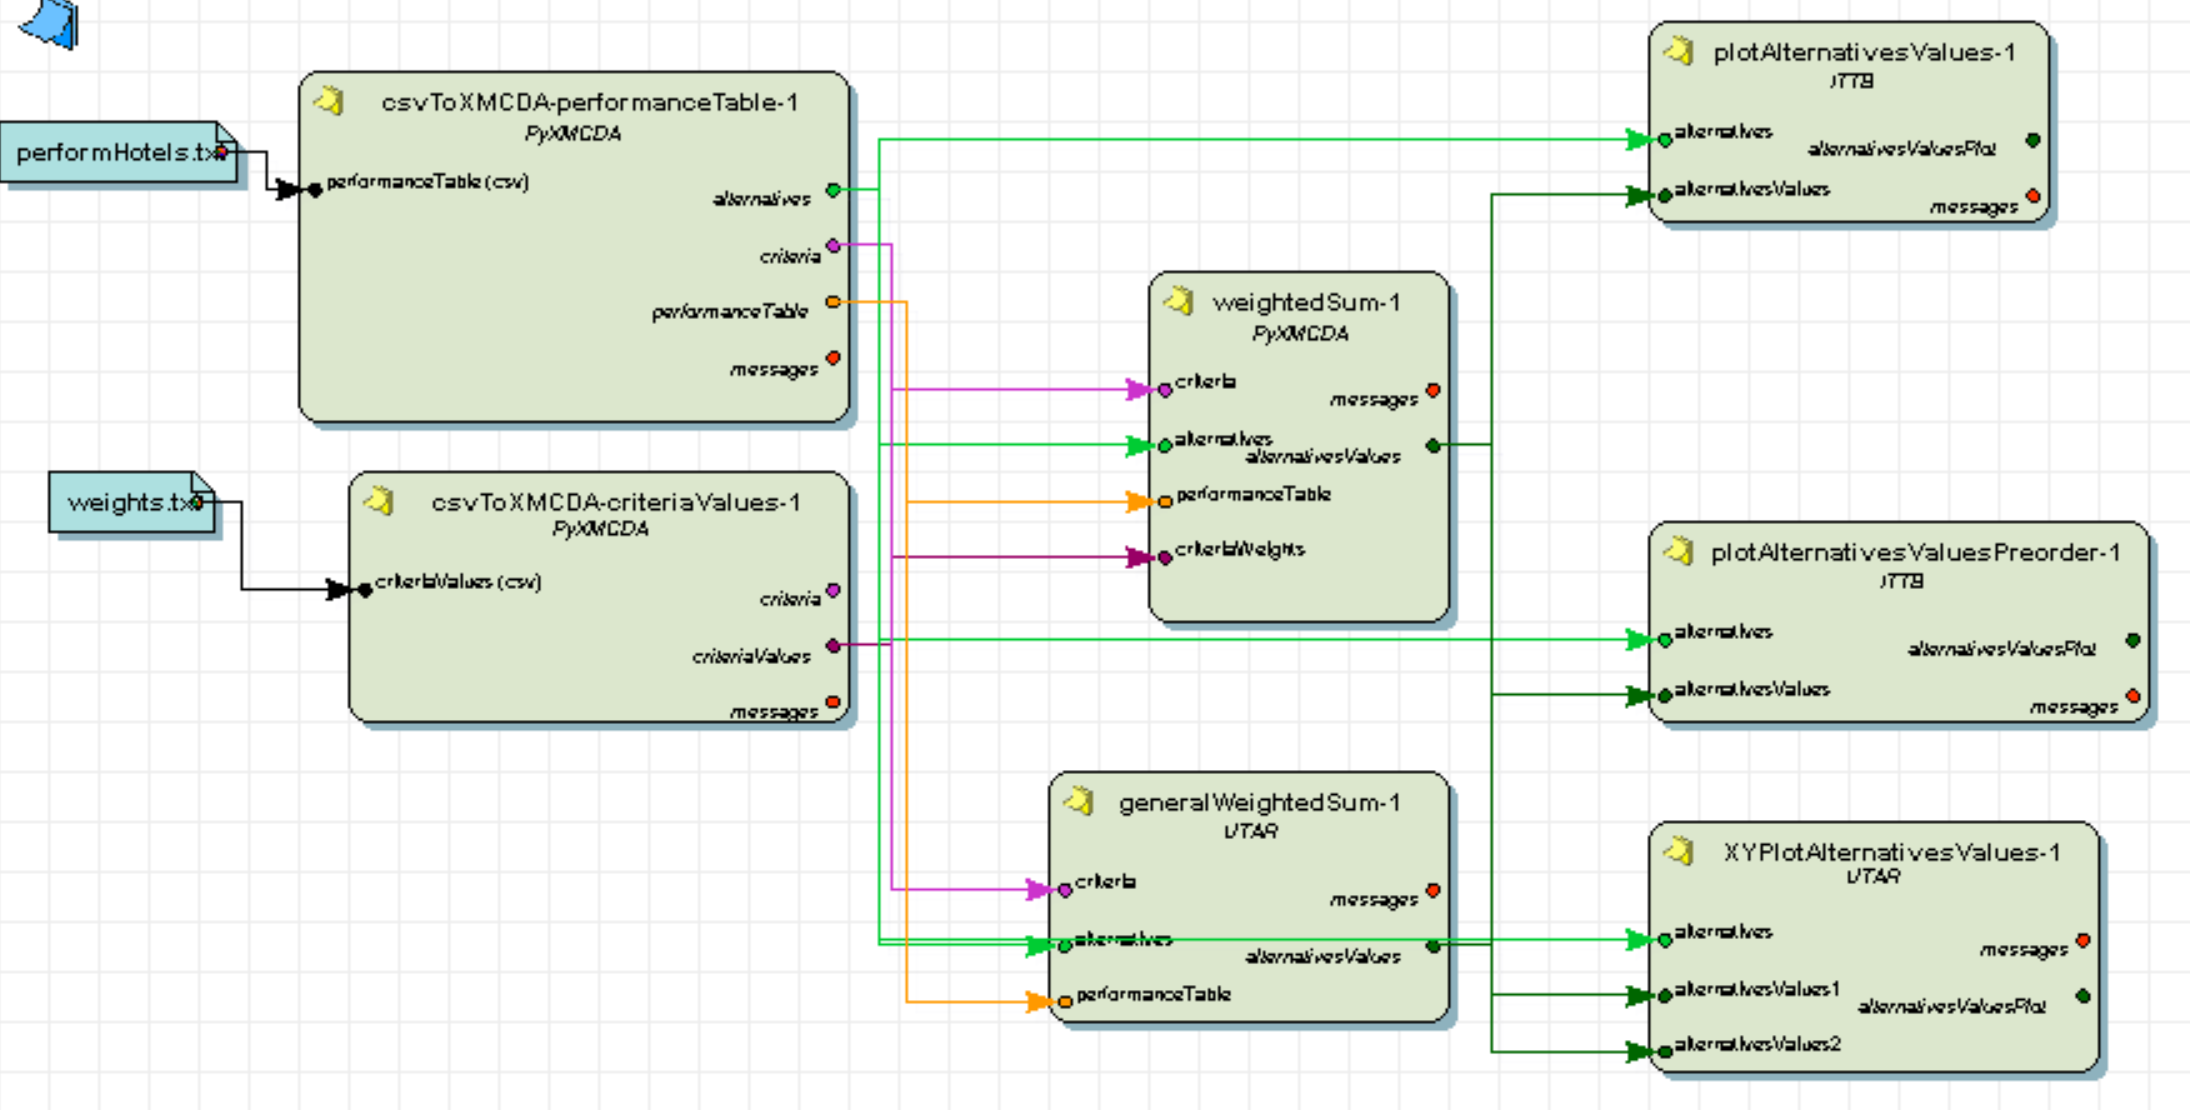 performHotels.tx
csvToXMCDA-performanceTable-1
PyXMCDA
performanceTable (csv)
alternatives
criteria
performanceTable
messages
weights.tx
csvToXMCDA-criteriaValues-1
PyXMCDA
criteriaValues (csv)
criteria
criteriaValues
messages
weightedSum-1
PyXMCDA
criteria
messages
alternatives
alternativesValues
performanceTable
criteriaWeights
generalWeightedSum-1
UTAR
criteria
messages
alternatives
alternativesValues
performanceTable
plotAlternativesValues-1
ITTB
alternatives
alternativesValuesPlot
alternativesValues
messages
plotAlternativesValuesPreorder-1
ITTB
alternatives
alternativesValuesPlot
alternativesValues
messages
XYPlotAlternativesValues-1
UTAR
alternatives
messages
alternativesValues1
alternativesValuesPlot
alternativesValues2